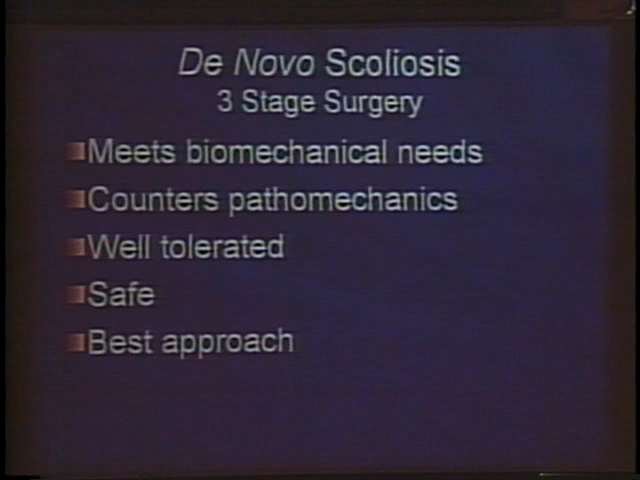 De Novo Scoliosis
3 Stage Surgery
Meets biomechanical needs
Counters pathomechanics
Well tolerated
Safe
Best approach